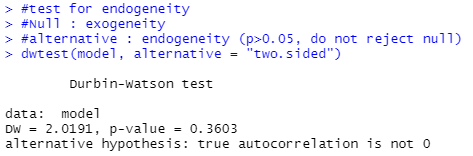 > #test for endogeneity
> #Null : exogeneity
> #alternative : endogeneity (p>0.05, do not reject null)
> dwtest(model, alternative = "two.sided")
Durbin-Watson test
data:  model
DW = 2.0191, p-value = 0.3603
alternative hypothesis: true autocorrelation is not 0